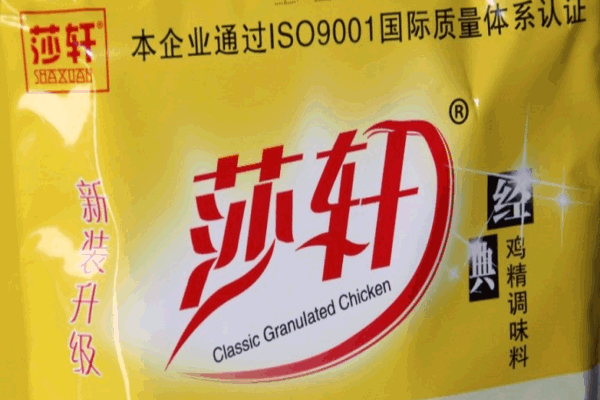 莎轩®
SHAXUAN
本企业通过ISO9001国际质量体系认证
莎轩®
Classic Granulated Chicken
新装升级
经典
鸡精调味料